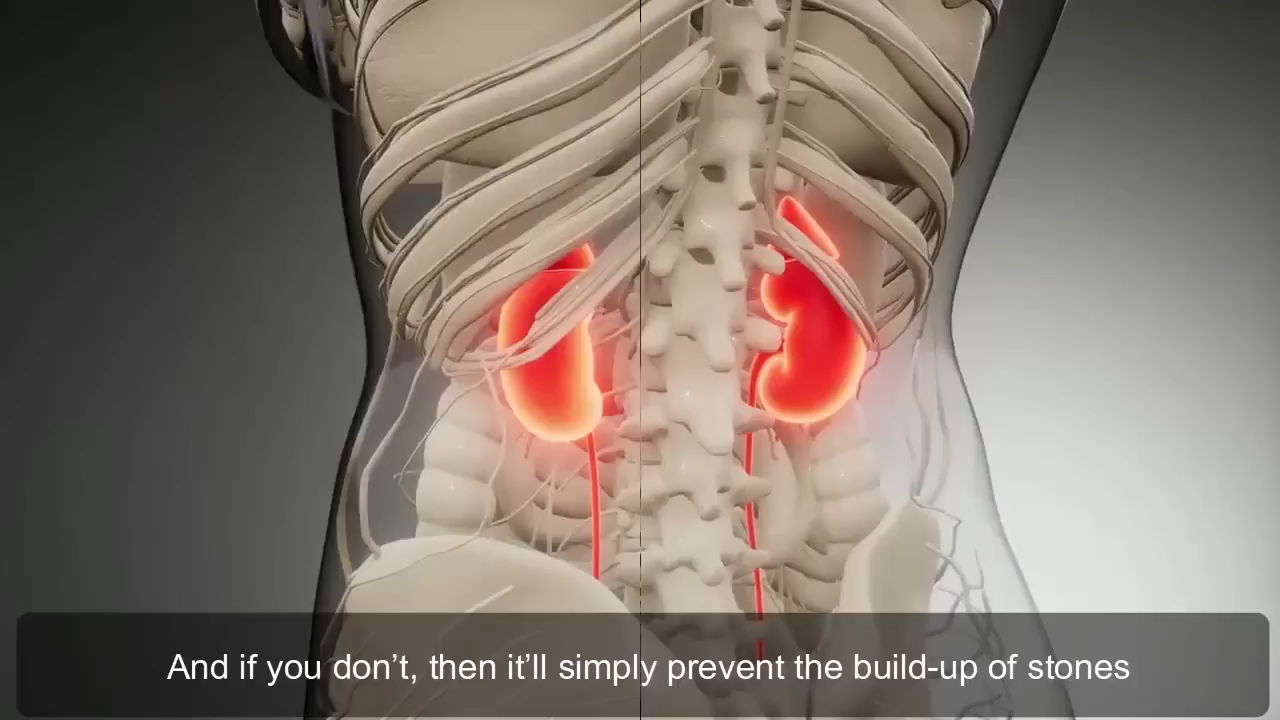 And if you don’t, then it’ll simply prevent the build-up of stones